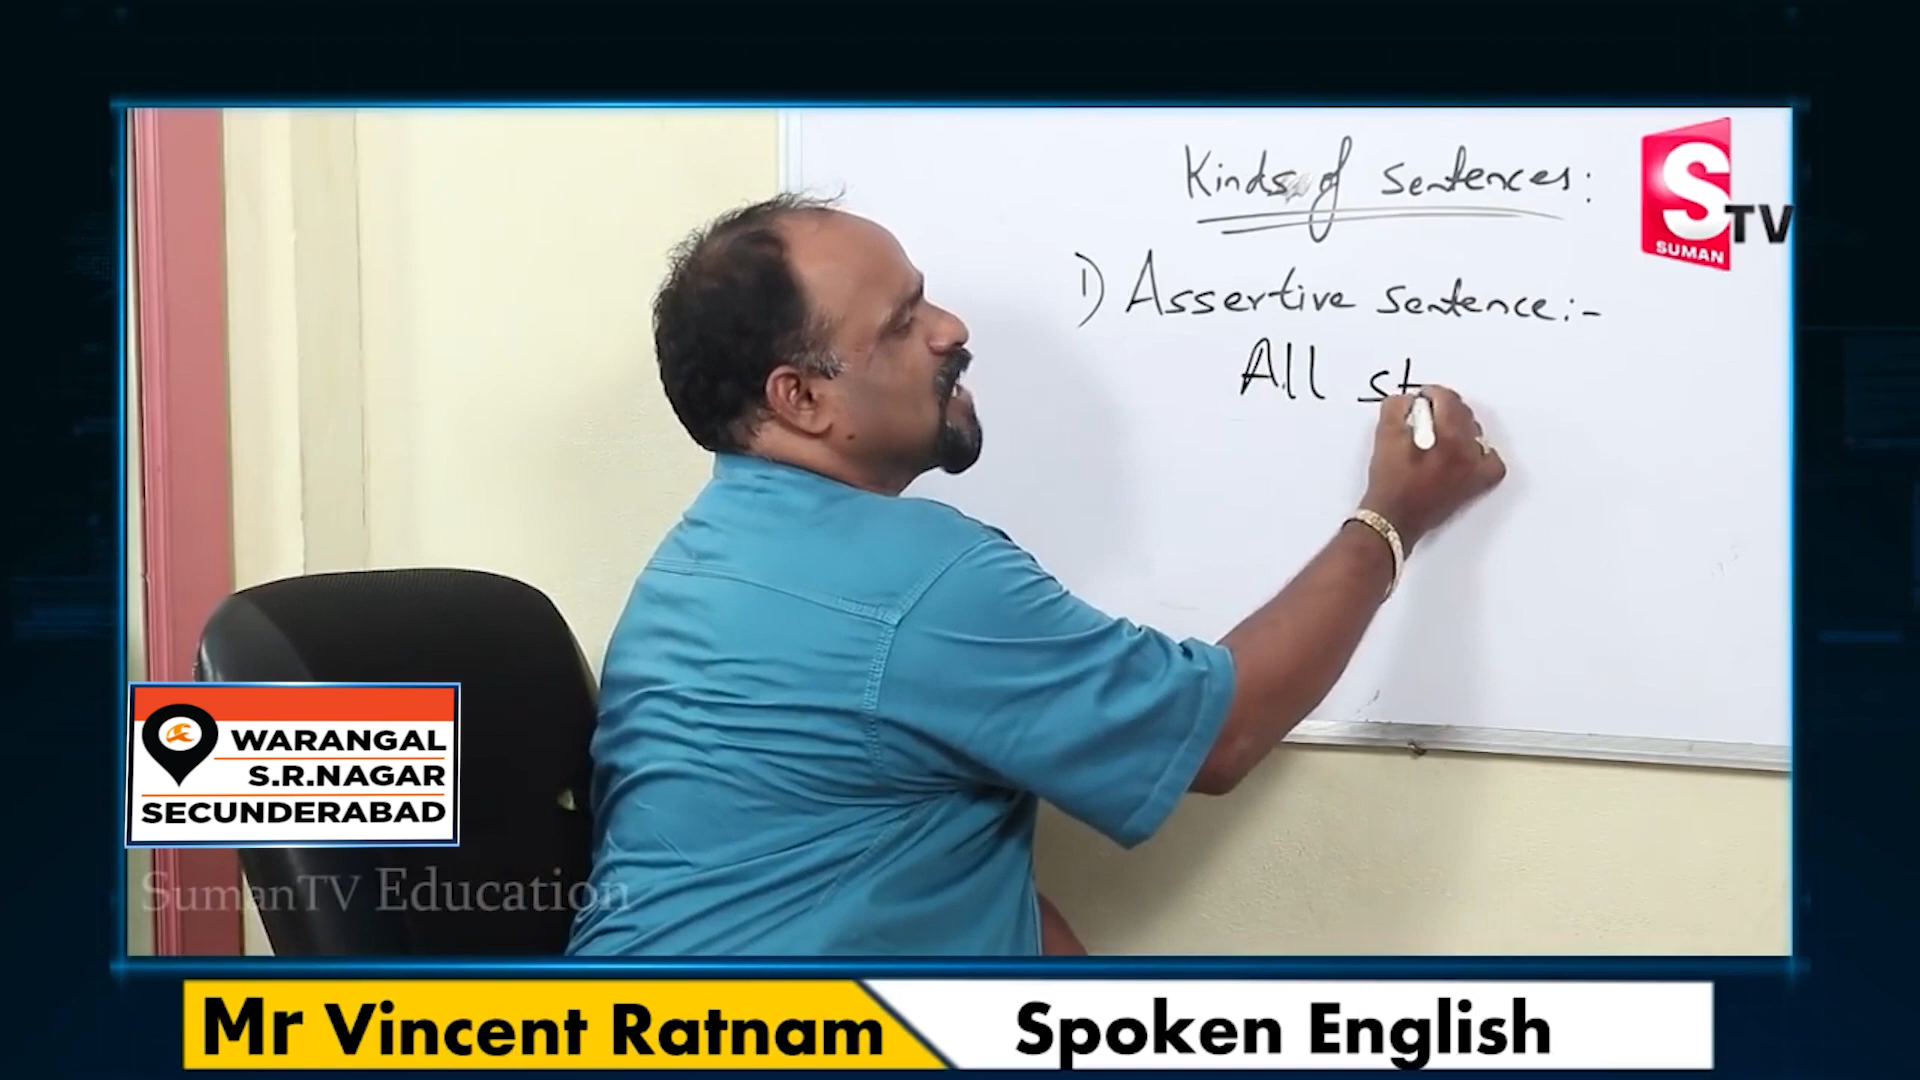 Kinds of sentences:
S
TV
SUMAN
1) Assertive sentence:-
All st
WARANGAL
S.R.NAGAR
SECUNDERABAD
SumanTV Education
Mr Vincent Ratnam
Spoken English